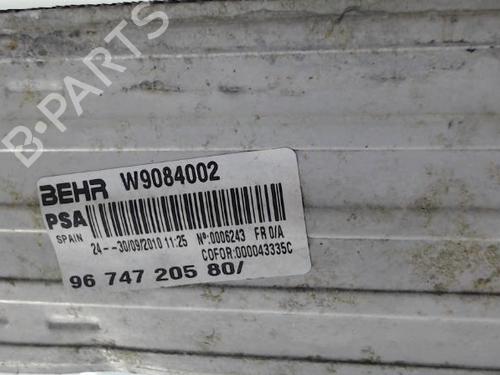 B-PARTS
BEHR W9084002
PSA
SPAIN
24--30/09/2010 11:25 Nº:0006243 FR 0/A
COFOR:000043335C
96 747 205 80/